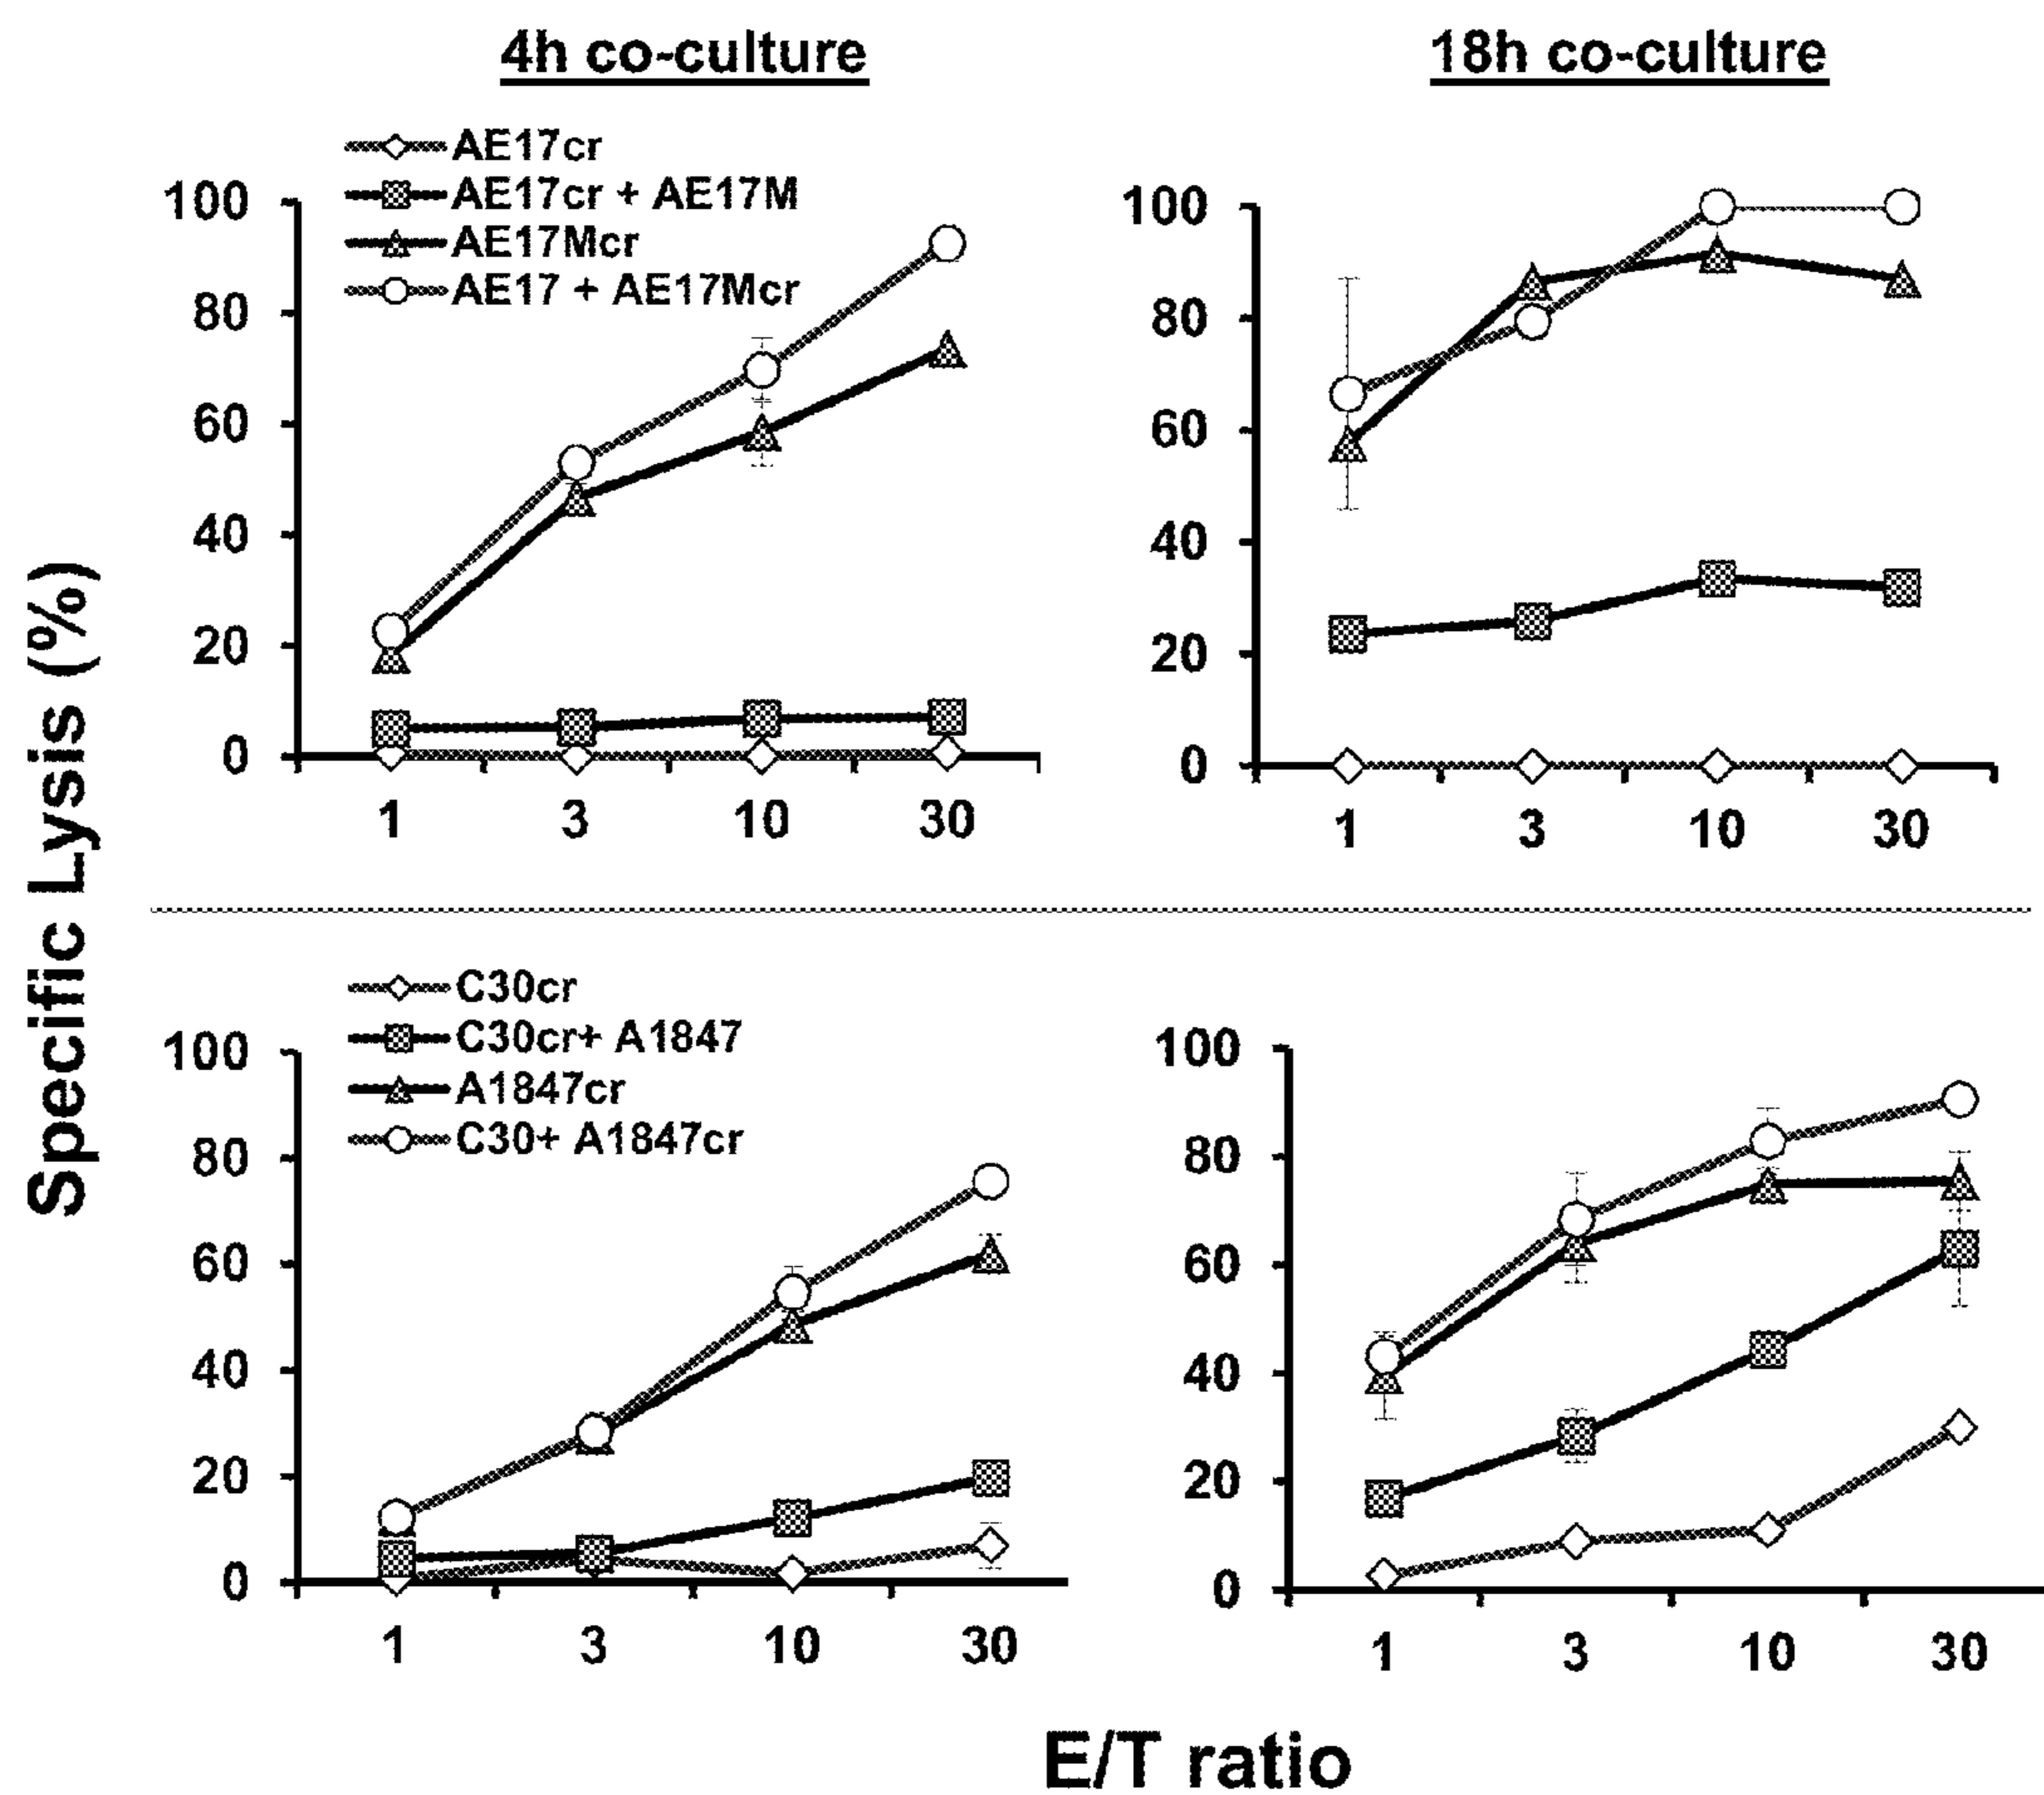 4h co-culture
18h co-culture
AE17cr
AE17cr + AE17M
AE17Mcr
AE17 + AE17Mcr
100
80
60
40
20
0
1 3 10 30
100
80
60
40
20
0
1 3 10 30
Specific Lysis (%)
C30cr
C30cr+ A1847
A1847cr
C30+ A1847cr
100
80
60
40
20
0
1 3 10 30
100
80
60
40
20
0
1 3 10 30
E/T ratio